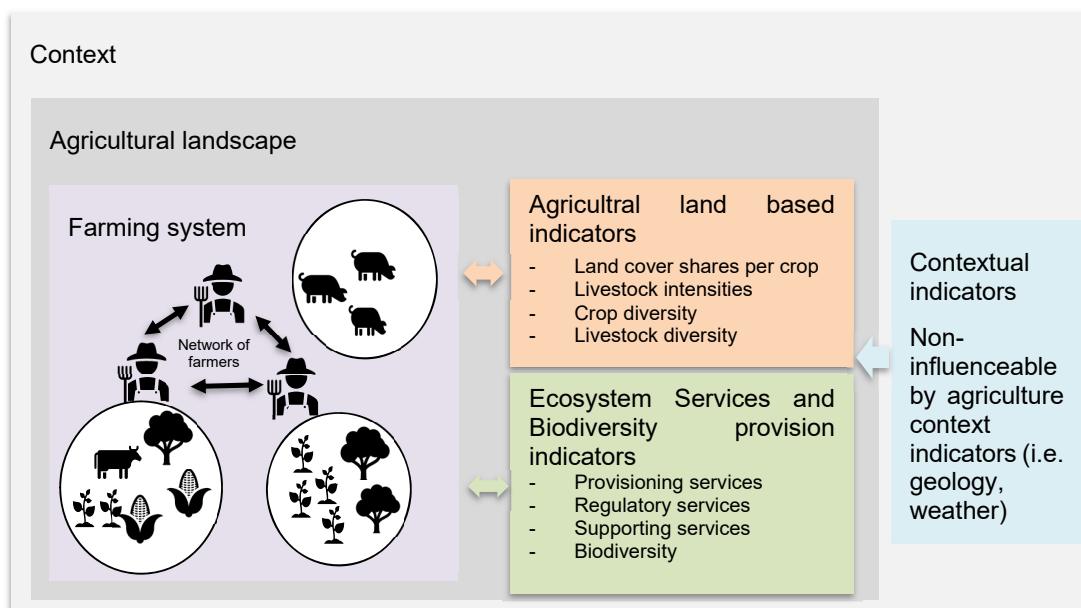 Context
Agricultural landscape
Farming system
Network of
farmers
Agricultral land based
indicators
- Land cover shares per crop
- Livestock intensities
- Crop diversity
- Livestock diversity
Ecosystem Services and
Biodiversity provision
indicators
- Provisioning services
- Regulatory services
- Supporting services
- Biodiversity
Contextual
indicators
Non-
influenceable
by agriculture
context
indicators (i.e.
geology,
weather)